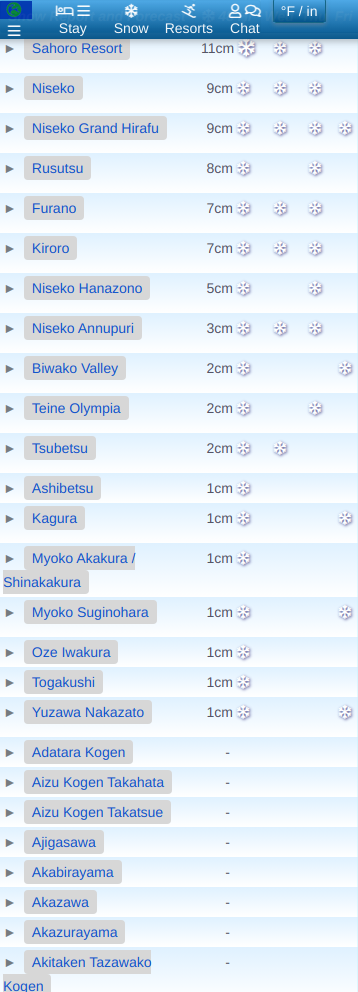 °F / in
Stay Snow Resorts Chat
Sahoro Resort 11cm
Niseko 9cm
Niseko Grand Hirafu 9cm
Rusutsu 8cm
Furano 7cm
Kiroro 7cm
Niseko Hanazono 5cm
Niseko Annupuri 3cm
Biwako Valley 2cm
Teine Olympia 2cm
Tsubetsu 2cm
Ashibetsu 1cm
Kagura 1cm
Myoko Akakura / 1cm
Shinakakura
Myoko Suginohara 1cm
Oze Iwakura 1cm
Togakushi 1cm
Yuzawa Nakazato 1cm
Adatara Kogen -
Aizu Kogen Takahata -
Aizu Kogen Takatsue -
Ajigasawa -
Akabirayama -
Akazawa -
Akazurayama -
Akitaken Tazawako -
Kogen